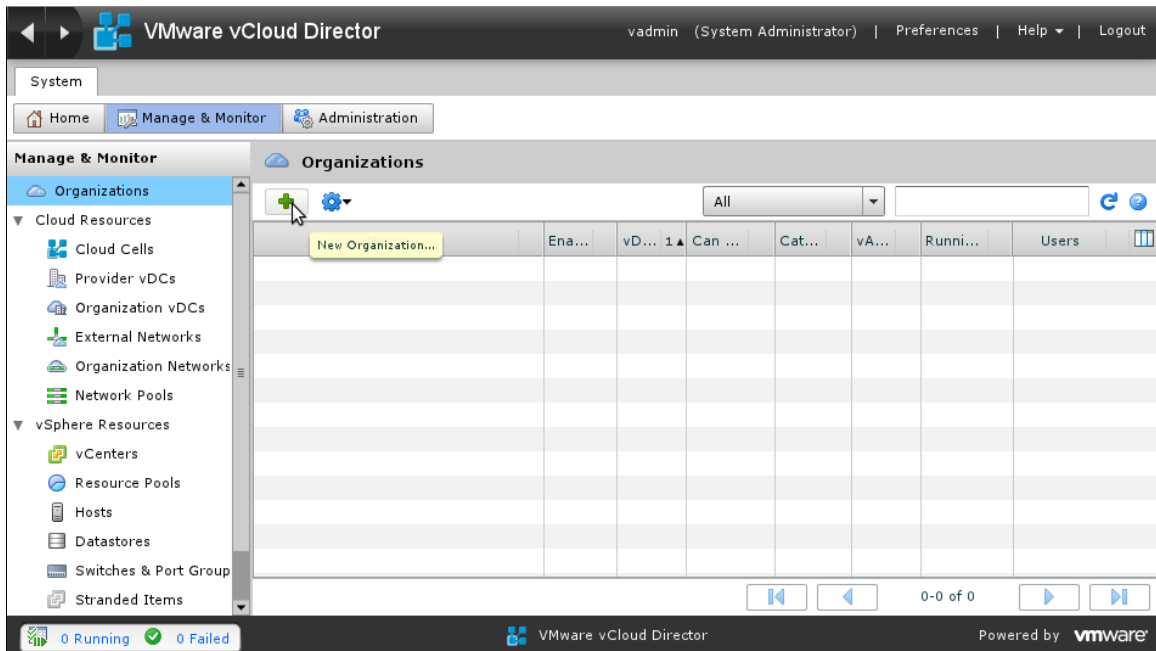 VMware vCloud Director vadmin (System Administrator) | Preferences | Help | Logout
System
Home Manage & Monitor Administration
Manage & Monitor
Organizations
Cloud Resources
Cloud Cells
Provider vDCs
Organization vDCs
External Networks
Organization Networks
Network Pools
vSphere Resources
vCenters
Resource Pools
Hosts
Datastores
Switches & Port Group
Stranded Items
Organizations
All
New Organization...
Ena... vD... 1 Can ... Cat... vA... Runni... Users
0-0 of 0
0 Running 0 Failed VMware vCloud Director Powered by vmware